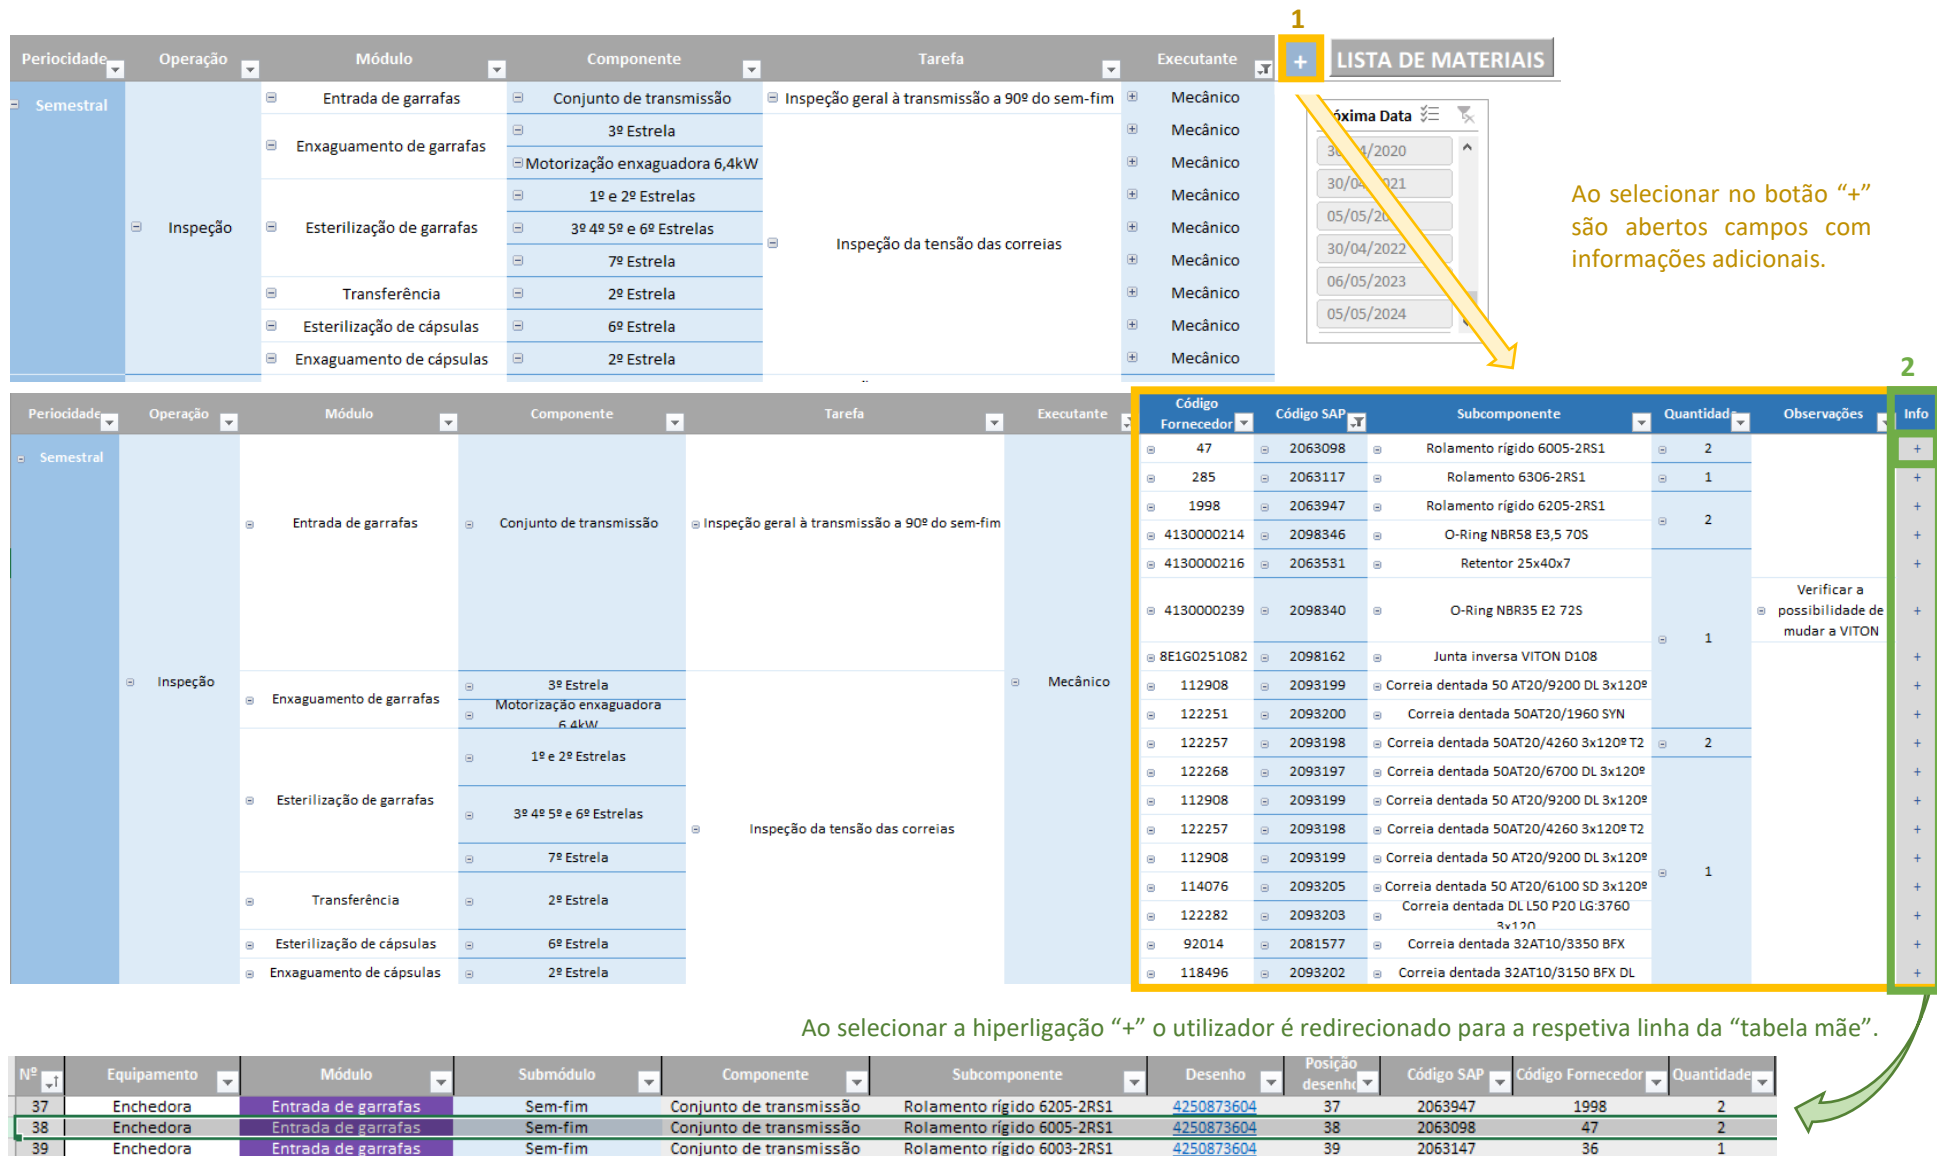 1
Periocidade Operação Módulo Componente Tarefa Executante + LISTA DE MATERIAIS
Semestral Entrada de garrafas Conjunto de transmissão Inspeção geral à transmissão a 90º do sem-fim Mecânico
3º Estrela Mecânico
Enxaguamento de garrafas
Motorização enxaguadora 6,4kW Mecânico
1º e 2º Estrelas Mecânico
Inspeção Esterilização de garrafas 3º 4º 5º e 6º Estrelas Mecânico
Inspeção da tensão das correias
7º Estrela Mecânico
Transferência 2º Estrela Mecânico
Esterilização de cápsulas 6º Estrela Mecânico
Enxaguamento de cápsulas 2º Estrela Mecânico
óxima Data
30/04/2020
30/04/2021
05/05/20
30/04/2022
06/05/2023
05/05/2024
Ao selecionar no botão “+”
são abertos campos com
informações adicionais.
2
Periocidade Operação Módulo Componente Tarefa Executante Código Fornecedor Código SAP Subcomponente Quantidade Observações Info
Semestral 47 2063098 Rolamento rígido 6005-2RS1 2 +
285 2063117 Rolamento 6306-2RS1 1 +
1998 2063947 Rolamento rígido 6205-2RS1 +
2
Entrada de garrafas Conjunto de transmissão Inspeção geral à transmissão a 90º do sem-fim
4130000214 2098346 O-Ring NBR58 E3,5 70S +
4130000216 2063531 Retentor 25x40x7 +
Verificar a
4130000239 2098340 O-Ring NBR35 E2 72S possibilidade de +
mudar a VITON
1
8E1G0251082 2098162 Junta inversa VITON D108 +
Inspeção Mecânico
3º Estrela 112908 2093199 Correia dentada 50 AT20/9200 DL 3x120º +
Enxaguamento de garrafas
Motorização enxaguadora
6,4kW
122251 2093200 Correia dentada 50AT20/1960 SYN +
1º e 2º Estrelas
122257 2093198 Correia dentada 50AT20/4260 3x120º T2 2 +
122268 2093197 Correia dentada 50AT20/6700 DL 3x120º +
Esterilização de garrafas
112908 2093199 Correia dentada 50 AT20/9200 DL 3x120º +
3º 4º 5º e 6º Estrelas
Inspeção da tensão das correias
122257 2093198 Correia dentada 50AT20/4260 3x120º T2 +
7º Estrela 112908 2093199 Correia dentada 50 AT20/9200 DL 3x120º +
1
114076 2093205 Correia dentada 50 AT20/6100 SD 3x120º +
Transferência 2º Estrela
122282 2093203 Correia dentada DL L50 P20 LG:3760 +
3x120
Esterilização de cápsulas 6º Estrela 92014 2081577 Correia dentada 32AT10/3350 BFX +
Enxaguamento de cápsulas 2º Estrela 118496 2093202 Correia dentada 32AT10/3150 BFX DL +
Ao selecionar a hiperligação “+” o utilizador é redirecionado para a respetiva linha da “tabela mãe”.
Nº Equipamento Módulo Submódulo Componente Subcomponente Desenho Posição desenho Código SAP Código Fornecedor Quantidade
37 Enchedora Entrada de garrafas Sem-fim Conjunto de transmissão Rolamento rígido 6205-2RS1 4250873604 37 2063947 1998 2
38 Enchedora Entrada de garrafas Sem-fim Conjunto de transmissão Rolamento rígido 6005-2RS1 4250873604 38 2063098 47 2
39 Enchedora Entrada de garrafas Sem-fim Conjunto de transmissão Rolamento rígido 6003-2RS1 4250873604 39 2063147 36 1